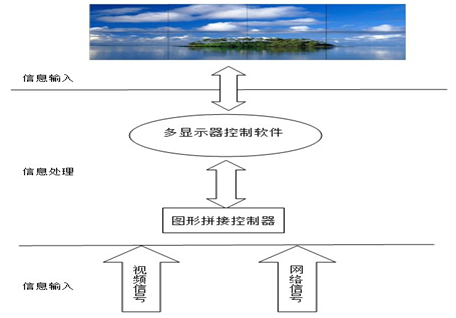 信息输入
多显示器控制软件
信息处理
图形拼接控制器
信息输入
视频信号
网络信号